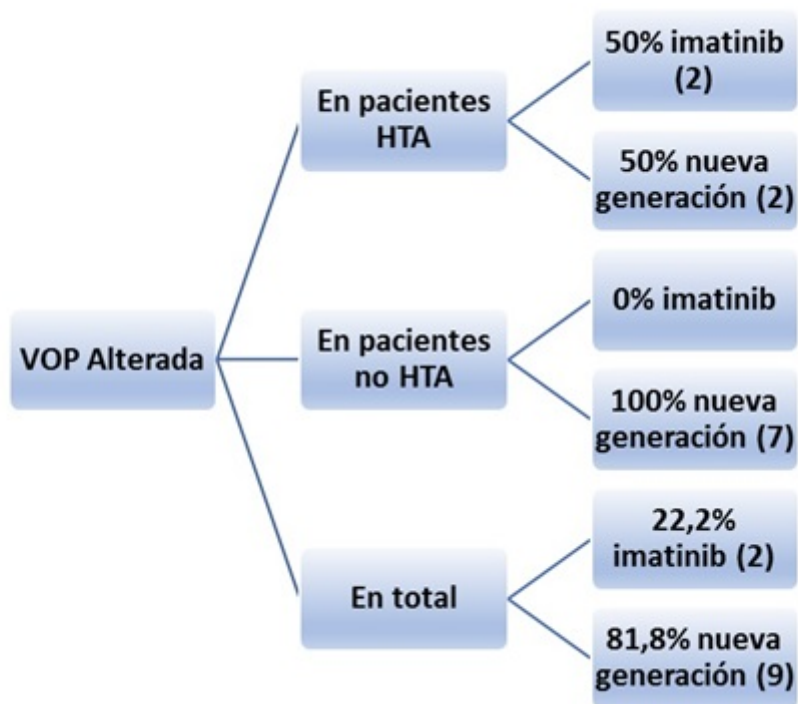 VOP Alterada
En pacientes
HTA
50% imatinib
(2)
50% nueva
generación (2)
En pacientes
no HTA
0% imatinib
100% nueva
generación (7)
En total
22,2%
imatinib (2)
81,8% nueva
generación (9)